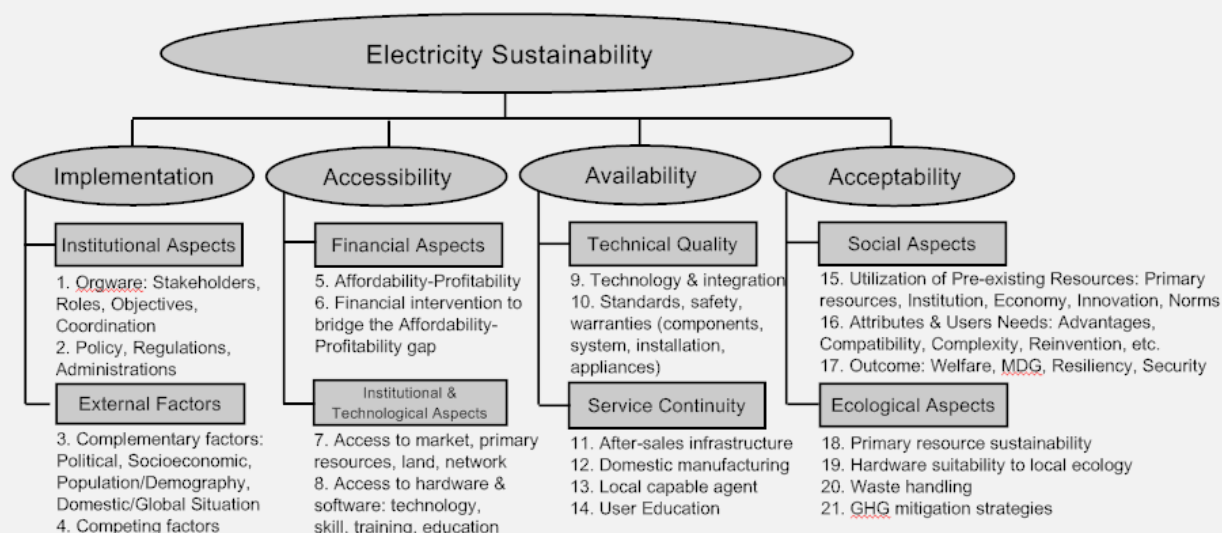 Electricity Sustainability
Implementation
Institutional Aspects
1. Orgware: Stakeholders,
Roles, Objectives,
Coordination
2. Policy, Regulations,
Administrations
External Factors
3. Complementary factors:
Political, Socioeconomic,
Population/Demography,
Domestic/Global Situation
4. Competing factors
Accessibility
Financial Aspects
5. Affordability-Profitability
6. Financial intervention to
bridge the Affordability-
Profitability gap
Institutional &
Technological Aspects
7. Access to market, primary
resources, land, network
8. Access to hardware &
software: technology,
skill, training, education
Availability
Technical Quality
9. Technology & integration
10. Standards, safety,
warranties (components,
system, installation,
appliances)
Service Continuity
11. After-sales infrastructure
12. Domestic manufacturing
13. Local capable agent
14. User Education
Acceptability
Social Aspects
15. Utilization of Pre-existing Resources: Primary
resources, Institution, Economy, Innovation, Norms
16. Attributes & Users Needs: Advantages,
Compatibility, Complexity, Reinvention, etc.
17. Outcome: Welfare, MDG, Resiliency, Security
Ecological Aspects
18. Primary resource sustainability
19. Hardware suitability to local ecology
20. Waste handling
21. GHG mitigation strategies